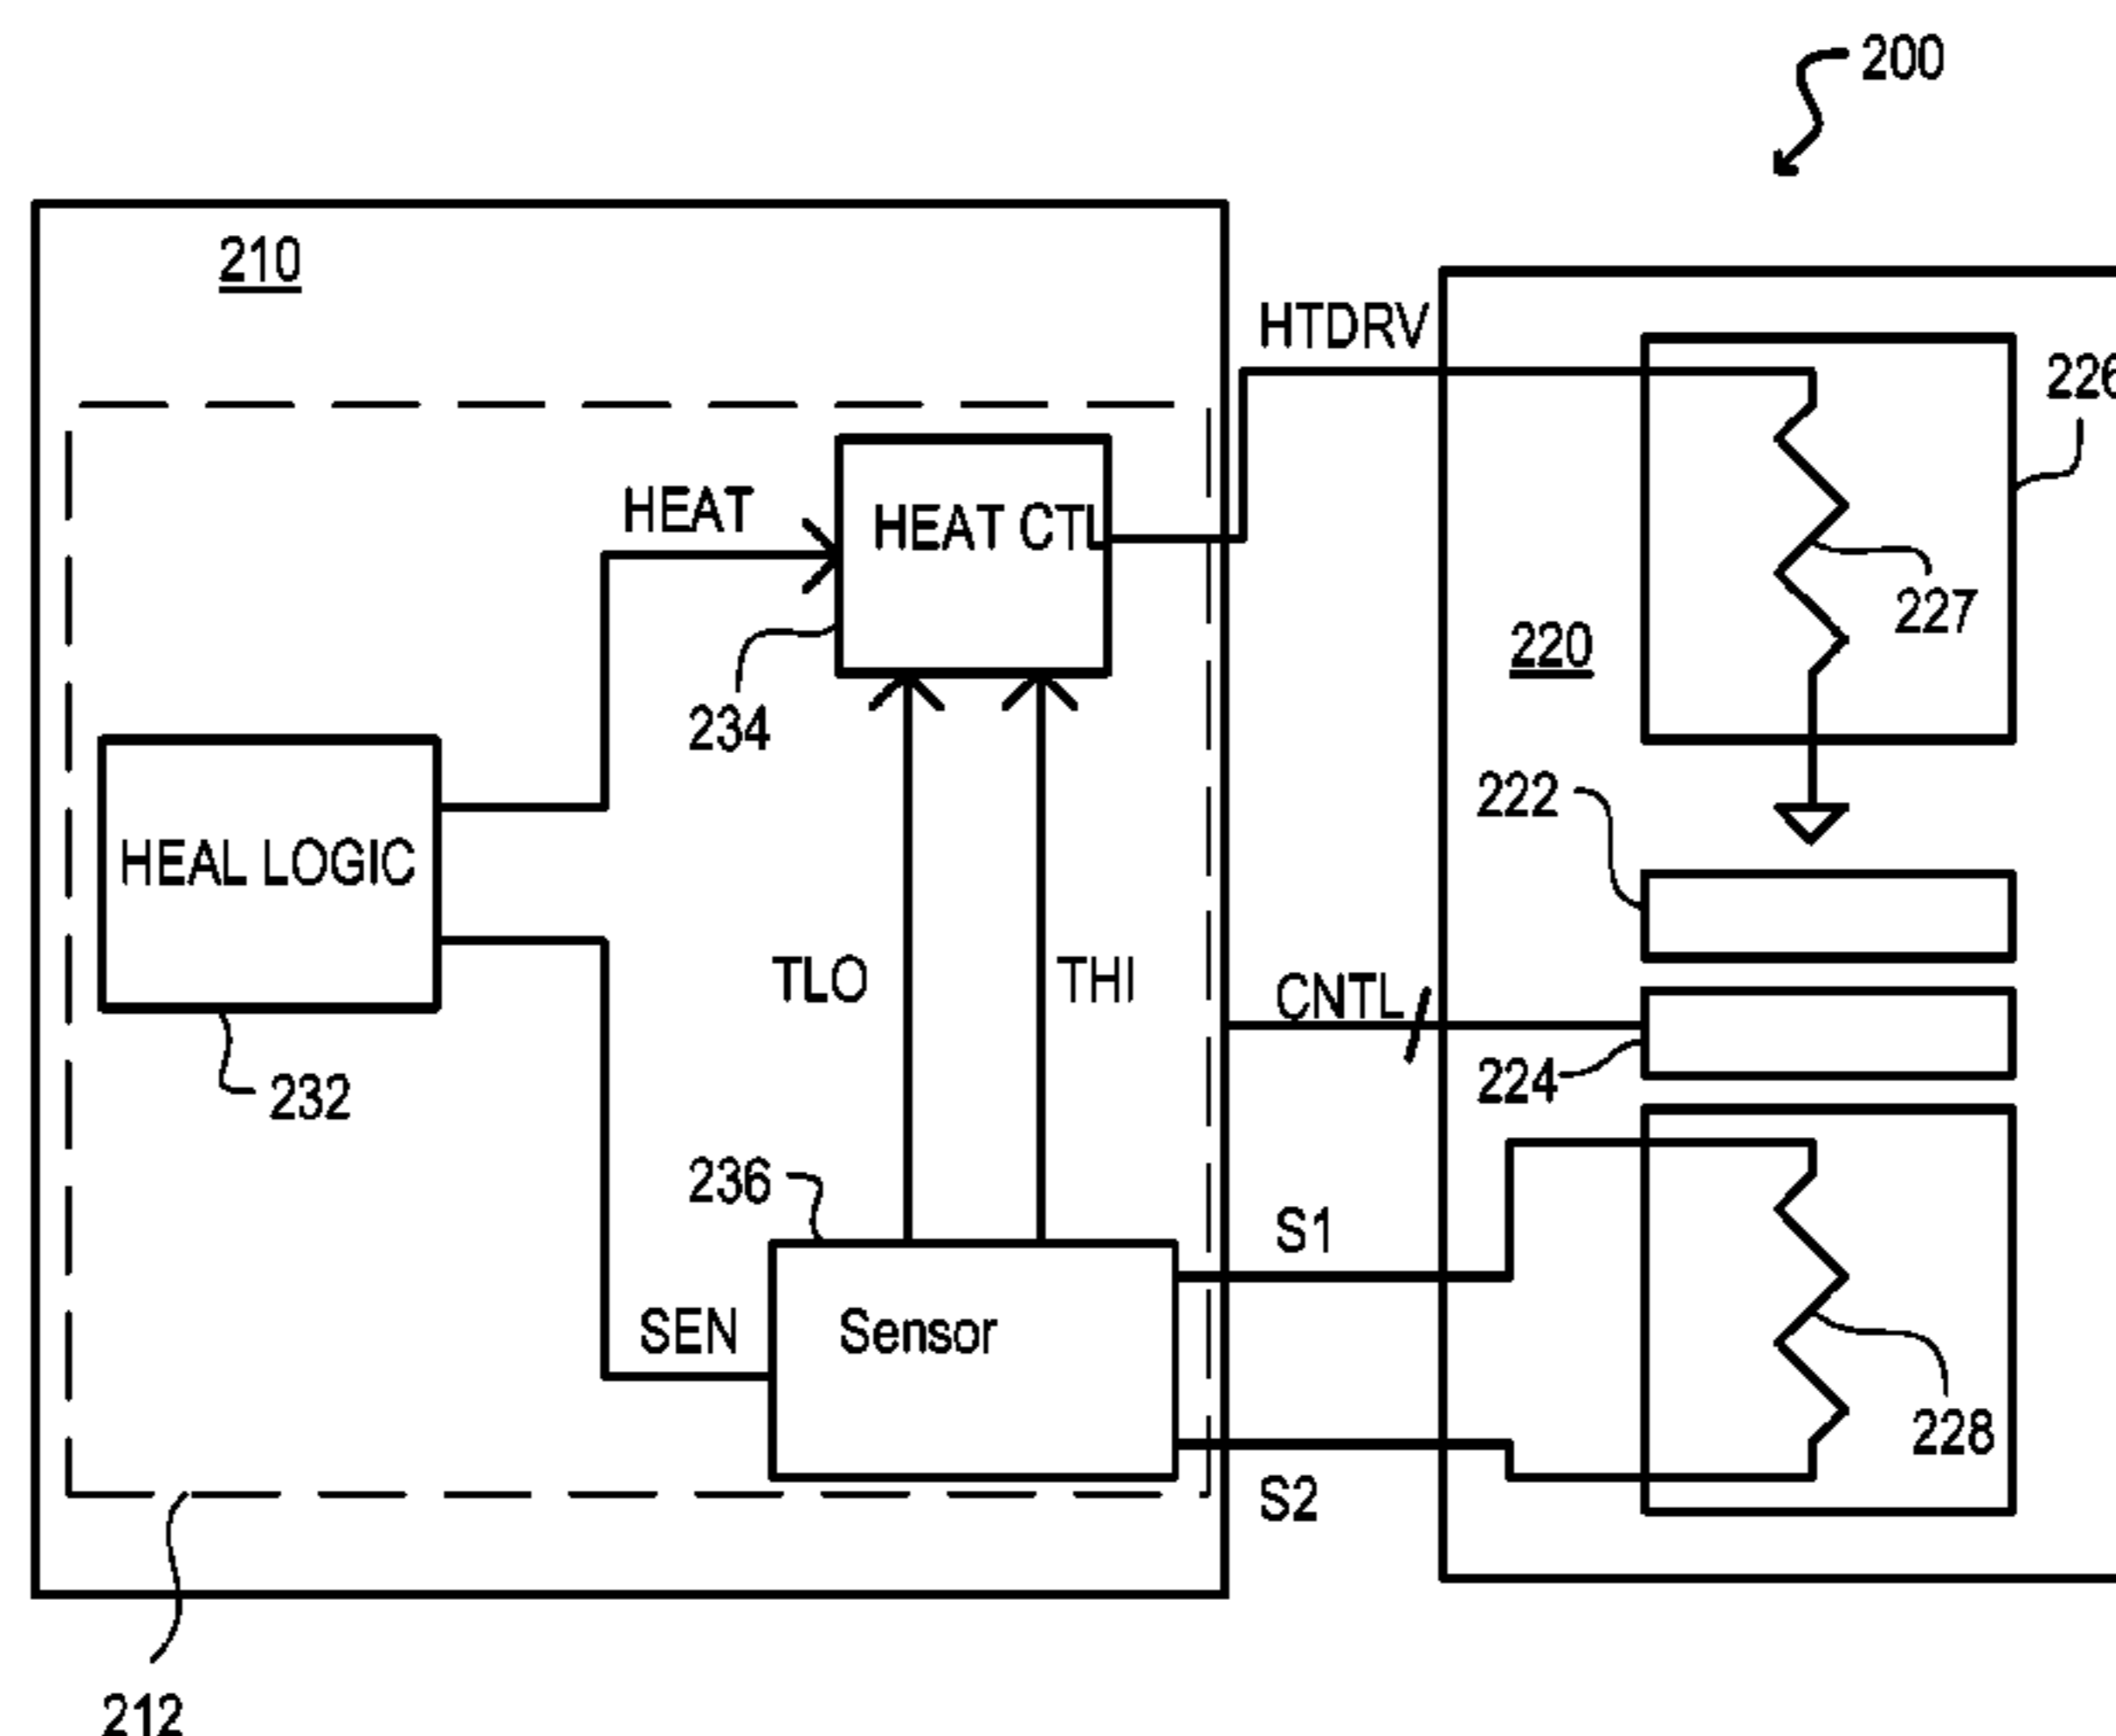 200
210
HTDRV
226
HEAT
HEAT CTL
227
220
234
222
HEAL LOGIC
TLO
THI
CNTL
224
232
236
S1
SEN
Sensor
228
S2
212